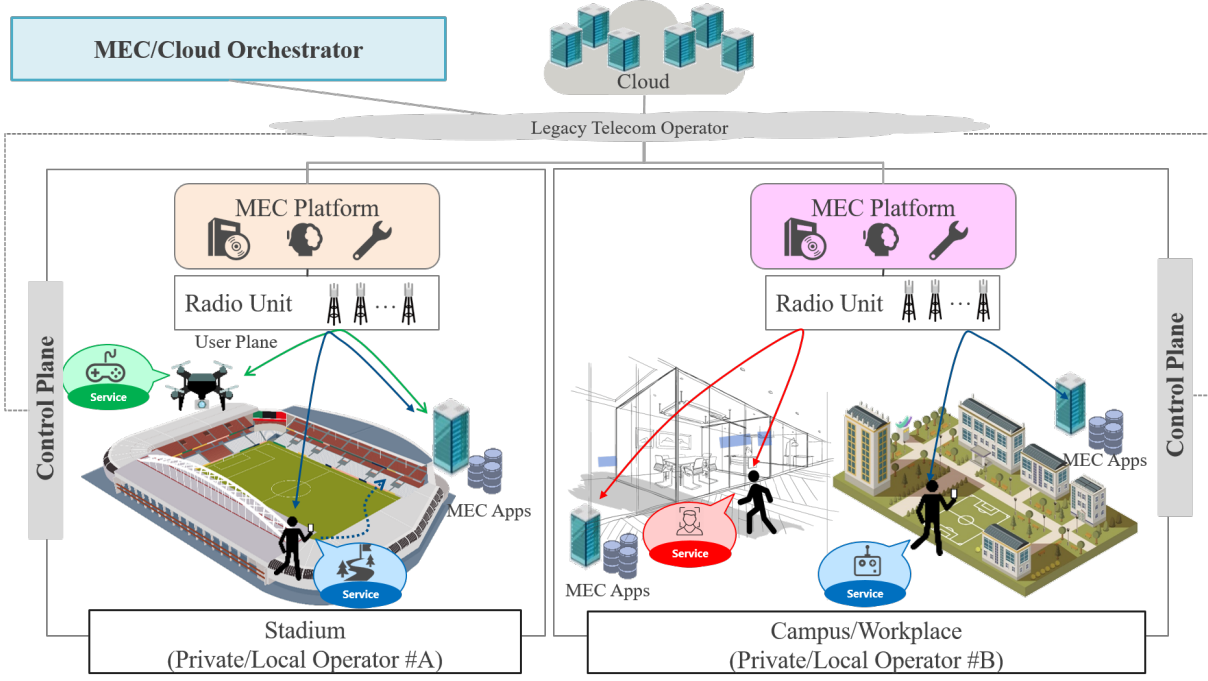 MEC/Cloud Orchestrator
Cloud
Legacy Telecom Operator
MEC Platform
Radio Unit
...
User Plane
Control Plane
Service
MEC Apps
Service
Stadium
(Private/Local Operator #A)
MEC Platform
Radio Unit
...
Control Plane
MEC Apps
Service
MEC Apps
Service
Campus/Workplace
(Private/Local Operator #B)